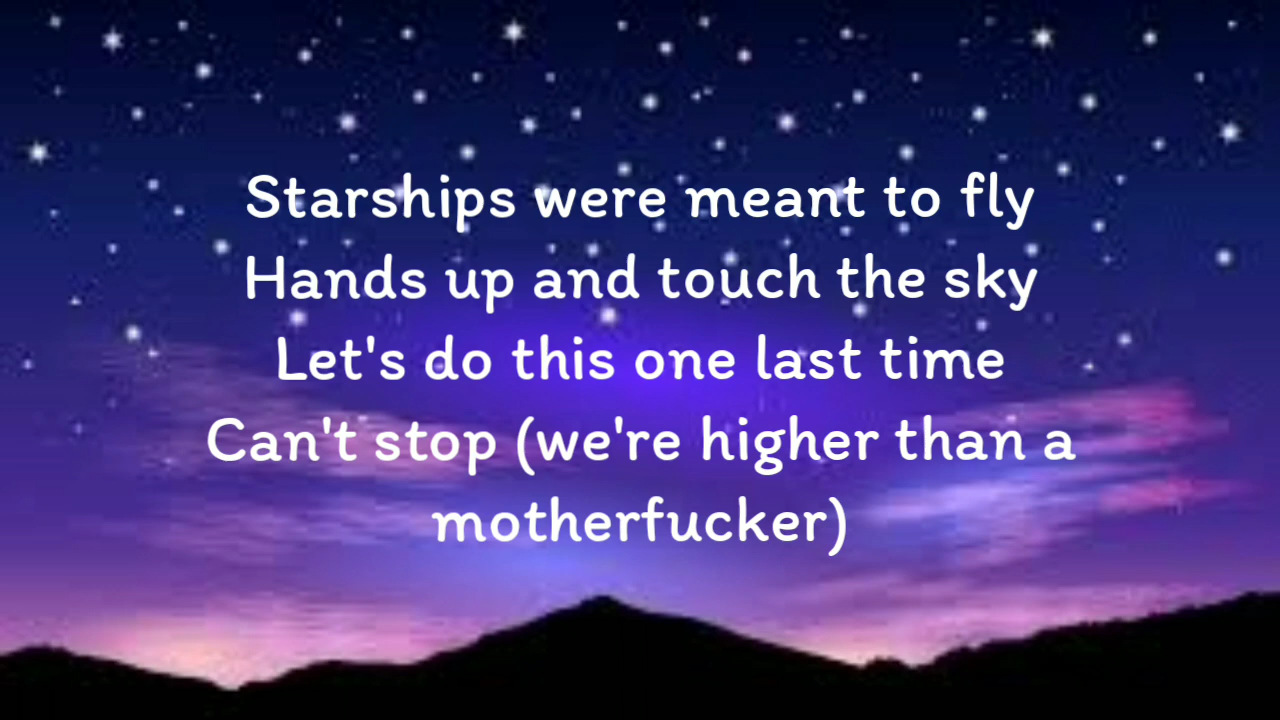 Starships were meant to fly
Hands up and touch the sky
Let's do this one last time
Can't stop (we're higher than a
motherfucker)